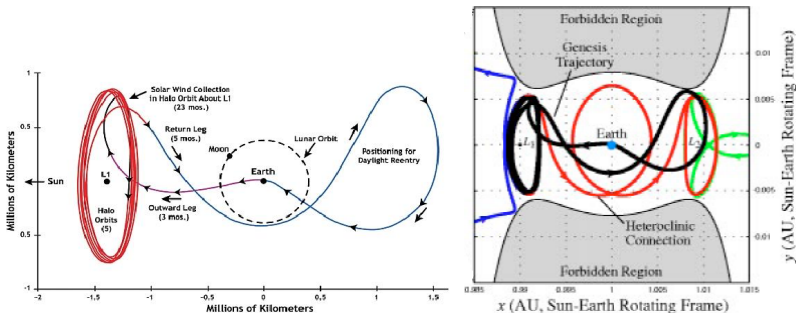 Solar Wind Collection
in Halo Orbit About L1
(23 mos.)
Return Leg
(5 mos.)
Moon
Lunar Orbit
Positioning for
Daylight Reentry
Sun
L1
Earth
Halo
Orbits
(5)
Outward Leg
(3 mos.)
1
0.5
0
0.5
-1
Millions of Kilometers
-2
-1.5
-1
-0.5
0
0.5
1
1.5
Millions of Kilometers
Forbidden Region
Genesis
Trajectory
Earth
L1
L2
Heteroclinic
Connection
Forbidden Region
0.01
0.005
0
-0.005
-0.01
y (AU, Sun-Earth Rotating Frame)
0.985
0.99
0.995
1
1.005
1.01
1.015
x (AU, Sun-Earth Rotating Frame)